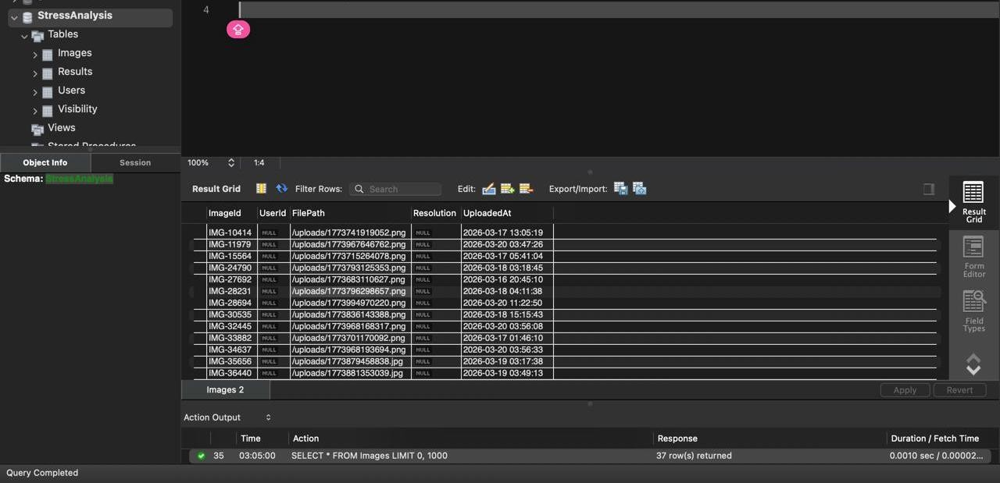 StressAnalysis
Tables
Images
Results
Users
Visibility
Views
Stored Procedures
Object Info Session
Schema: StressAnalysis
4
100% 1:4
Result Grid Filter Rows: Search Edit: Export/Import:
ImageId UserId FilePath Resolution UploadedAt
IMG-10414 NULL /uploads/1773741919052.png NULL 2026-03-17 13:05:19
IMG-11979 NULL /uploads/1773967646762.png NULL 2026-03-20 03:47:26
IMG-15564 NULL /uploads/1773715264078.png NULL 2026-03-17 05:41:04
IMG-24790 NULL /uploads/1773793125353.png NULL 2026-03-18 03:18:45
IMG-27692 NULL /uploads/1773683110627.png NULL 2026-03-16 20:45:10
IMG-28231 NULL /uploads/1773796298657.png NULL 2026-03-18 04:11:38
IMG-28694 NULL /uploads/1773994970220.png NULL 2026-03-20 11:22:50
IMG-30535 NULL /uploads/1773836143388.png NULL 2026-03-18 15:15:43
IMG-32445 NULL /uploads/1773968168317.png NULL 2026-03-20 03:56:08
IMG-33882 NULL /uploads/1773701170092.png NULL 2026-03-17 01:46:10
IMG-34637 NULL /uploads/1773968193694.png NULL 2026-03-20 03:56:33
IMG-35656 NULL /uploads/1773879458838.jpg NULL 2026-03-19 03:17:38
IMG-36440 NULL /uploads/1773881353039.jpg NULL 2026-03-19 03:49:13
Result
Grid
Form
Editor
Field
Types
Images 2 Apply Revert
Action Output
Time Action Response Duration / Fetch Time
35 03:05:00 SELECT * FROM Images LIMIT 0, 1000 37 row(s) returned 0.0010 sec / 0.00002...
Query Completed